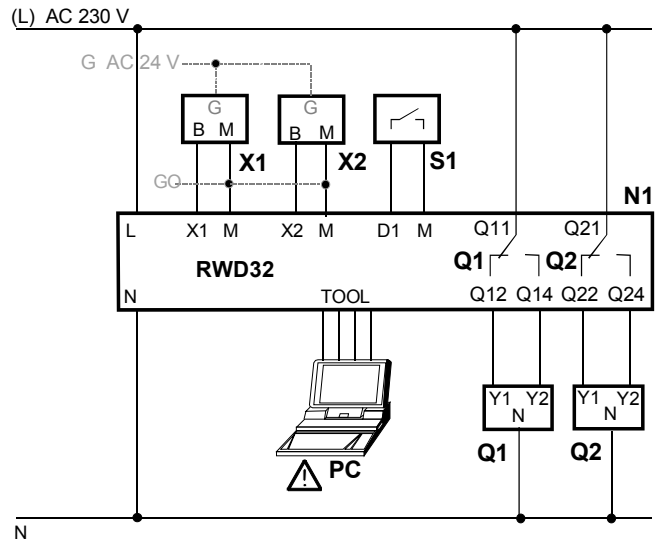 (L) AC 230 V
G AC 24 V
G G
B M B M
X1 X2 S1
GO
N1
L X1 M X2 M D1 M Q11 Q21
RWD32 Q1 Q2
N TOOL Q12 Q14 Q22 Q24
Y1 Y2 Y1 Y2
N N
PC Q1 Q2
N